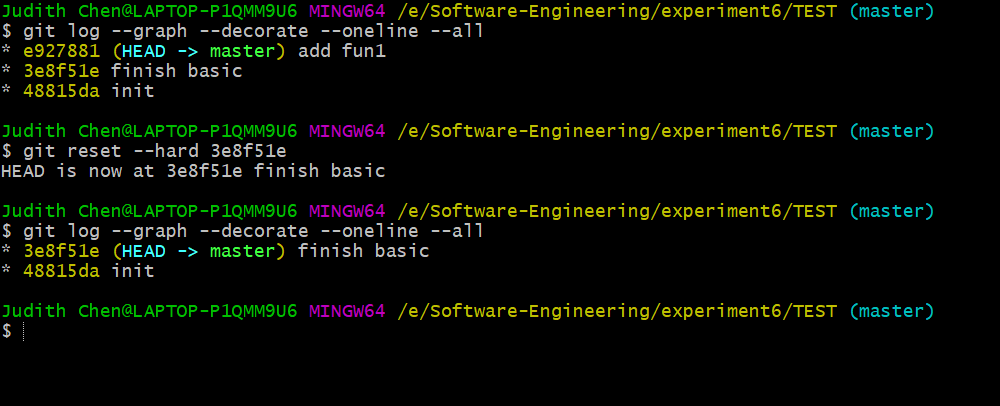 Judith Chen@LAPTOP-P1QMM9U6 MINGW64 /e/Software-Engineering/experiment6/TEST (master)
$ git log --graph --decorate --oneline --all
* e927881 (HEAD -> master) add fun1
* 3e8f51e finish basic
* 48815da init
Judith Chen@LAPTOP-P1QMM9U6 MINGW64 /e/Software-Engineering/experiment6/TEST (master)
$ git reset --hard 3e8f51e
HEAD is now at 3e8f51e finish basic
Judith Chen@LAPTOP-P1QMM9U6 MINGW64 /e/Software-Engineering/experiment6/TEST (master)
$ git log --graph --decorate --oneline --all
* 3e8f51e (HEAD -> master) finish basic
* 48815da init
Judith Chen@LAPTOP-P1QMM9U6 MINGW64 /e/Software-Engineering/experiment6/TEST (master)
$